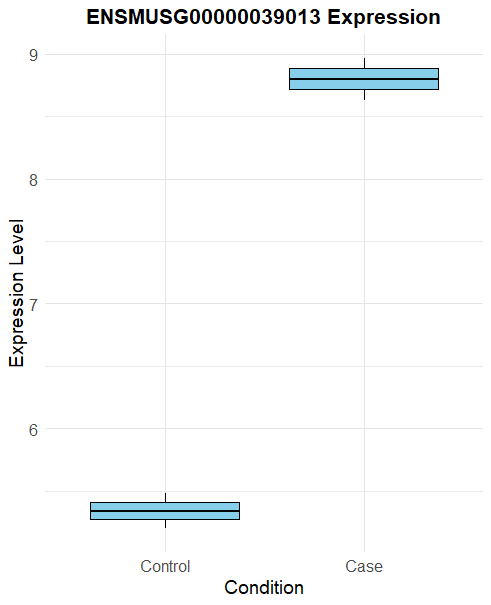 ENSMUSG00000039013 Expression
Expression Level
9
8
7
6
Control Case
Condition